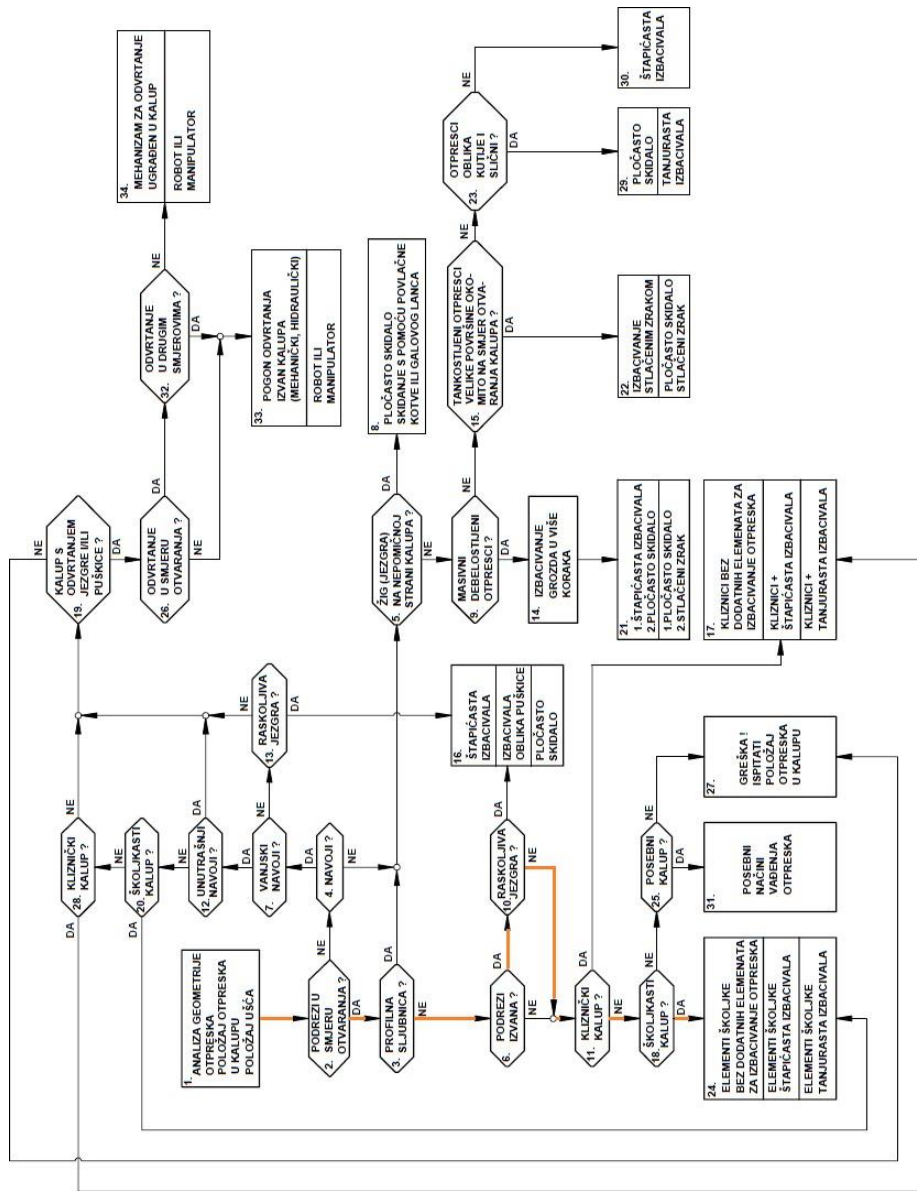 1. ANALIZA GEOMETRIJE
OTPRESKA
POLOŽAJ OTPRESKA
U KALUPU
POLOŽAJ UŠĆA
PODREZI U
SMJERU
2. OTVARANJA ?
NE
DA
PROFILNA
3. SLJUBNICA ?
DA
NE
4. NAVOJI ?
DA
NE
ŽIG (JEZGRA)
NA NEPOMIČNOJ
5. STRANI KALUPA ?
DA
NE
PODREZI
IZVANA ?
6.
DA
NE
VANJSKI
7. NAVOJI ?
DA
NE
8. PLOČASTO SKIDALO
SKIDANJE S POMOĆU POVLAČNE
KOTVE ILI GALOVOG LANCA
MASIVNI
DEBELOSTIJENI
9. OTPRESCI ?
NE
DA
RASKOLJIVA
10. JEZGRA ?
DA
NE
KLIZNIČKI
11. KALUP ?
DA
NE
UNUTRAŠNJI
12. NAVOJI ?
DA
NE
RASKOLJIVA
13. JEZGRA ?
NE
DA
14. IZBACIVANJE
GROZDA U VIŠE
KORAKA
TANKOSTIJENI OTPRESCI
VELIKE POVRŠINE OKO-
MITO NA SMJER OTVA-
15. RANJA KALUPA ?
NE
DA
16. ŠTAPIĆASTA
IZBACIVALA
IZBACIVALA
OBLIKA PUŠKICE
PLOČASTO
SKIDALO
17. KLIZNICI BEZ
DODATNIH ELEMENATA ZA
IZBACIVANJE OTPRESKA
KLIZNICI +
ŠTAPIĆASTA IZBACIVALA
KLIZNICI +
TANJURASTA IZBACIVALA
ŠKOLJKASTI
18. KALUP ?
NE
DA
KALUP S
ODVRTANJEM
JEZGRE I/ILI
19. PUŠKICE ?
NE
DA
ŠKOLJKASTI
20. KALUP ?
NE
DA
21. 1.ŠTAPIĆASTA IZBACIVALA
2.PLOČASTO SKIDALO
1.PLOČASTO SKIDALO
2. STLAČENI ZRAK
22. IZBACIVANJE
STLAČENIM ZRAKOM
PLOČASTO SKIDALO
STLAČENI ZRAK
OTPRESCI
OBLIKA
KUTIJE I
23. SLIČNI ?
NE
DA
24. ELEMENTI ŠKOLJKE
BEZ DODATNIH ELEMENATA
ZA IZBACIVANJE OTPRESKA
ELEMENTI ŠKOLJKE
ŠTAPIĆASTA IZBACIVALA
ELEMENTI ŠKOLJKE
TANJURASTA IZBACIVALA
POSEBNI
25. KALUP ?
NE
DA
ODVRTANJE
U SMJERU
26. OTVARANJA ?
DA
NE
27. GREŠKA !
ISPITATI
POLOŽAJ
OTPRESKA
U KALUPU
KLIZNIČKI
28. KALUP ?
NE
DA
29. PLOČASTO
SKIDALO
TANJURASTA
IZBACIVALA
30. ŠTAPIĆASTA
IZBACIVALA
31. POSEBNI
NAČINI
VAĐENJA
OTPRESKA
ODVRTANJE
U DRUGIM
SMJEROVIMA ?
32.
NE
DA
33. POGON ODVRTANJA
IZVAN KALUPA
(MEHANIČKI, HIDRAULIČKI)
ROBOT ILI
MANIPULATOR
34. MEHANIZAM ZA ODVRTANJE
UGRAĐEN U KALUP
ROBOT ILI
MANIPULATOR